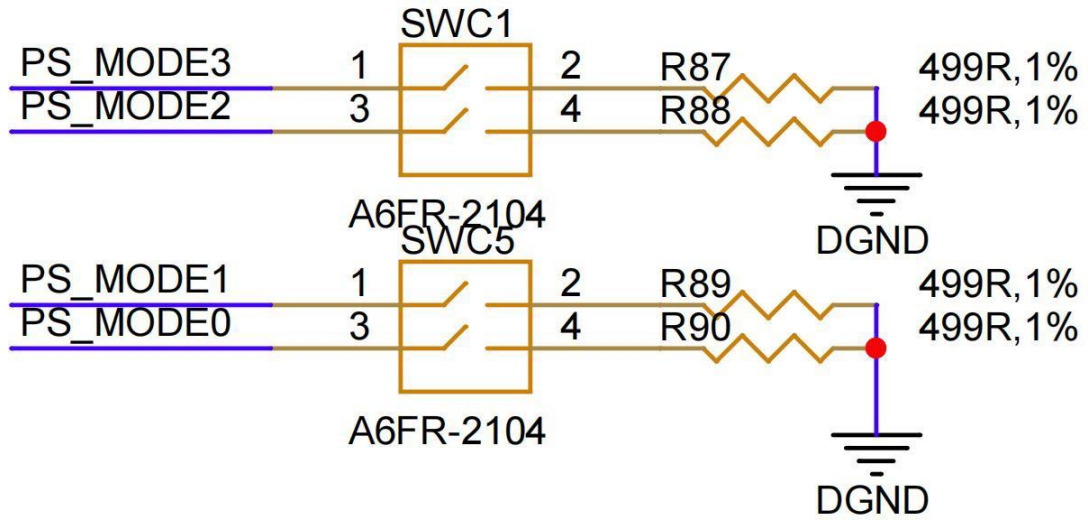 SWC1
PS_MODE3 1 2 R87 499R,1%
PS_MODE2 3 4 R88 499R,1%
A6FR-2104
DGND
SWC5
PS_MODE1 1 2 R89 499R,1%
PS_MODE0 3 4 R90 499R,1%
A6FR-2104
DGND